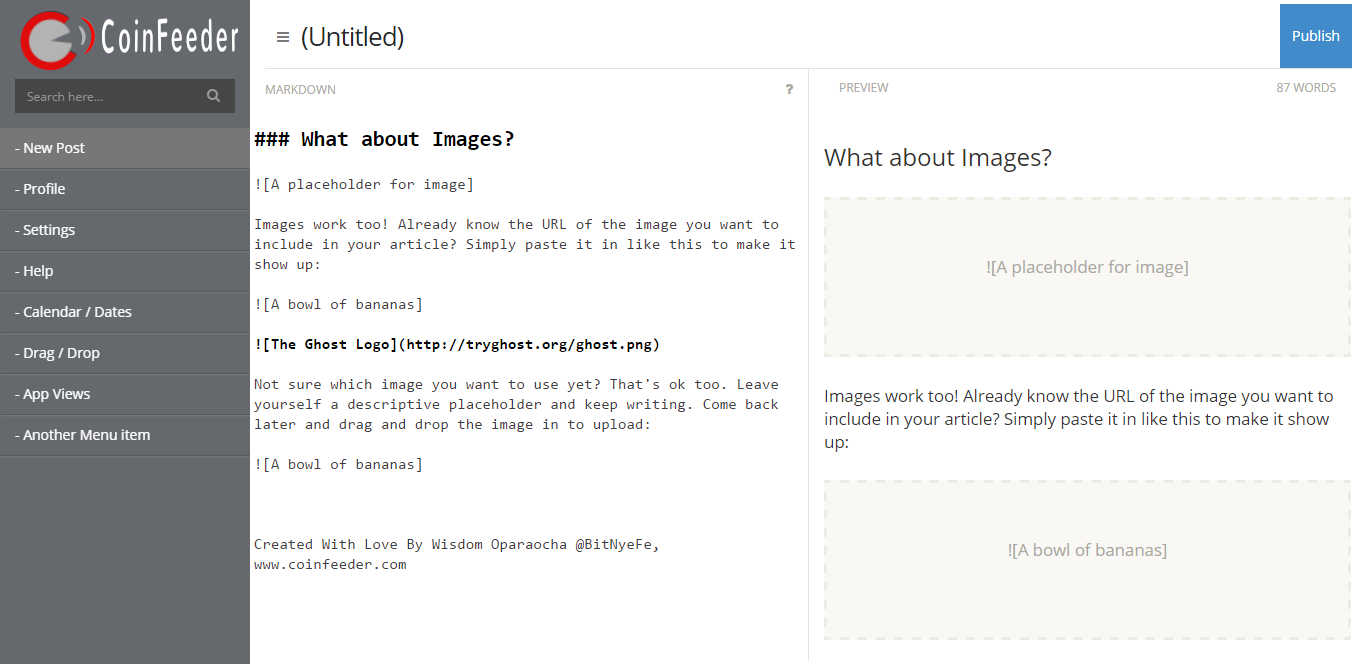 CoinFeeder
Search here...
- New Post
- Profile
- Settings
- Help
- Calendar / Dates
- Drag / Drop
- App Views
- Another Menu item
(Untitled)
Publish
MARKDOWN
?
### What about Images?
![A placeholder for image]
Images work too! Already know the URL of the image you want to
include in your article? Simply paste it in like this to make it
show up:
![A bowl of bananas]
![The Ghost Logo](http://tryghost.org/ghost.png)
Not sure which image you want to use yet? That's ok too. Leave
yourself a descriptive placeholder and keep writing. Come back
later and drag and drop the image in to upload:
![A bowl of bananas]
Created With Love By Wisdom Oparaocha @BitNyeFe,
www.coinfeeder.com
PREVIEW
87 WORDS
What about Images?
![A placeholder for image]
Images work too! Already know the URL of the image you want to
include in your article? Simply paste it in like this to make it show
up:
![A bowl of bananas]